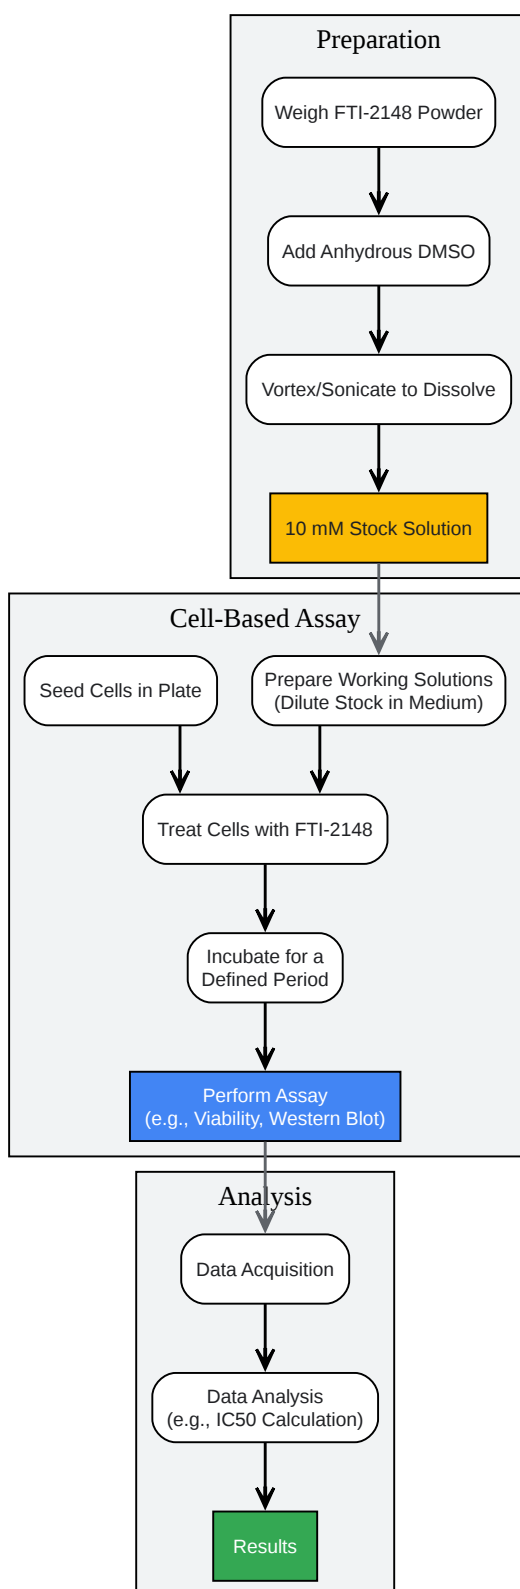 Preparation
Weigh FTI-2148 Powder
Add Anhydrous DMSO
Vortex/Sonicate to Dissolve
10 mM Stock Solution
Cell-Based Assay
Seed Cells in Plate
Prepare Working Solutions
(Dilute Stock in Medium)
Treat Cells with FTI-2148
Incubate for a
Defined Period
Perform Assay
(e.g., Viability, Western Blot)
Analysis
Data Acquisition
Data Analysis
(e.g., IC50 Calculation)
Results